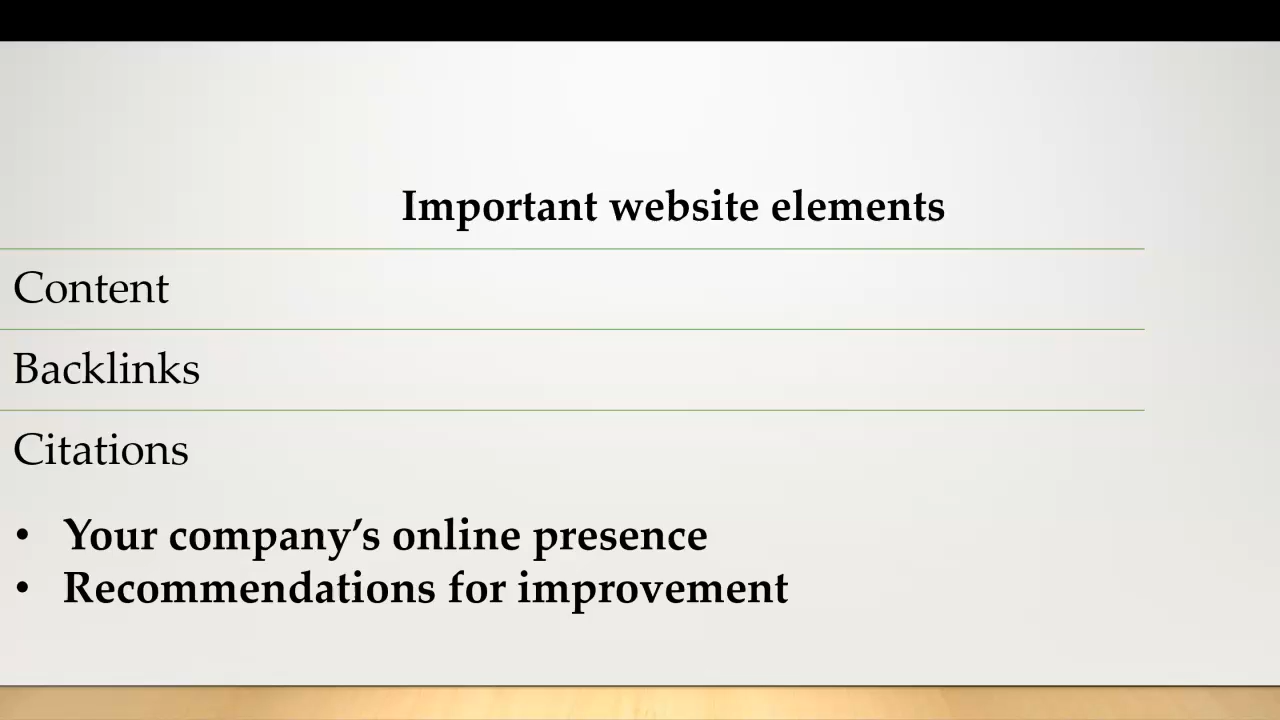 Important website elements
Content
Backlinks
Citations
• Your company’s online presence
• Recommendations for improvement